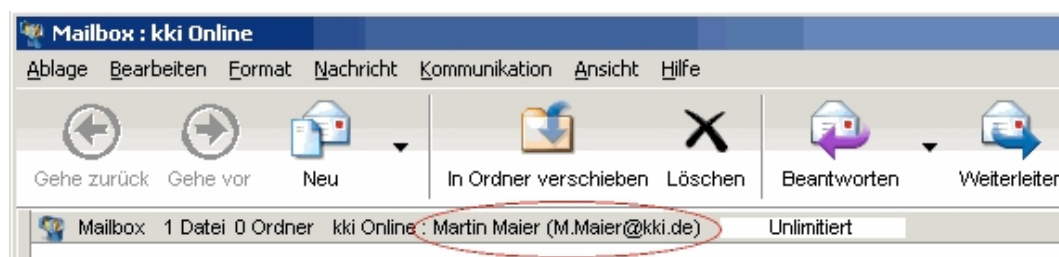 Mailbox : kki Online
Ablage Bearbeiten Format Nachricht Kommunikation Ansicht Hilfe
Gehe zurück Gehe vor Neu In Ordner verschieben Löschen Beantworten Weiterleiten
Mailbox 1 Datei 0 Ordner kki Online : Martin Maier (M.Maier@kki.de) Unlimitiert